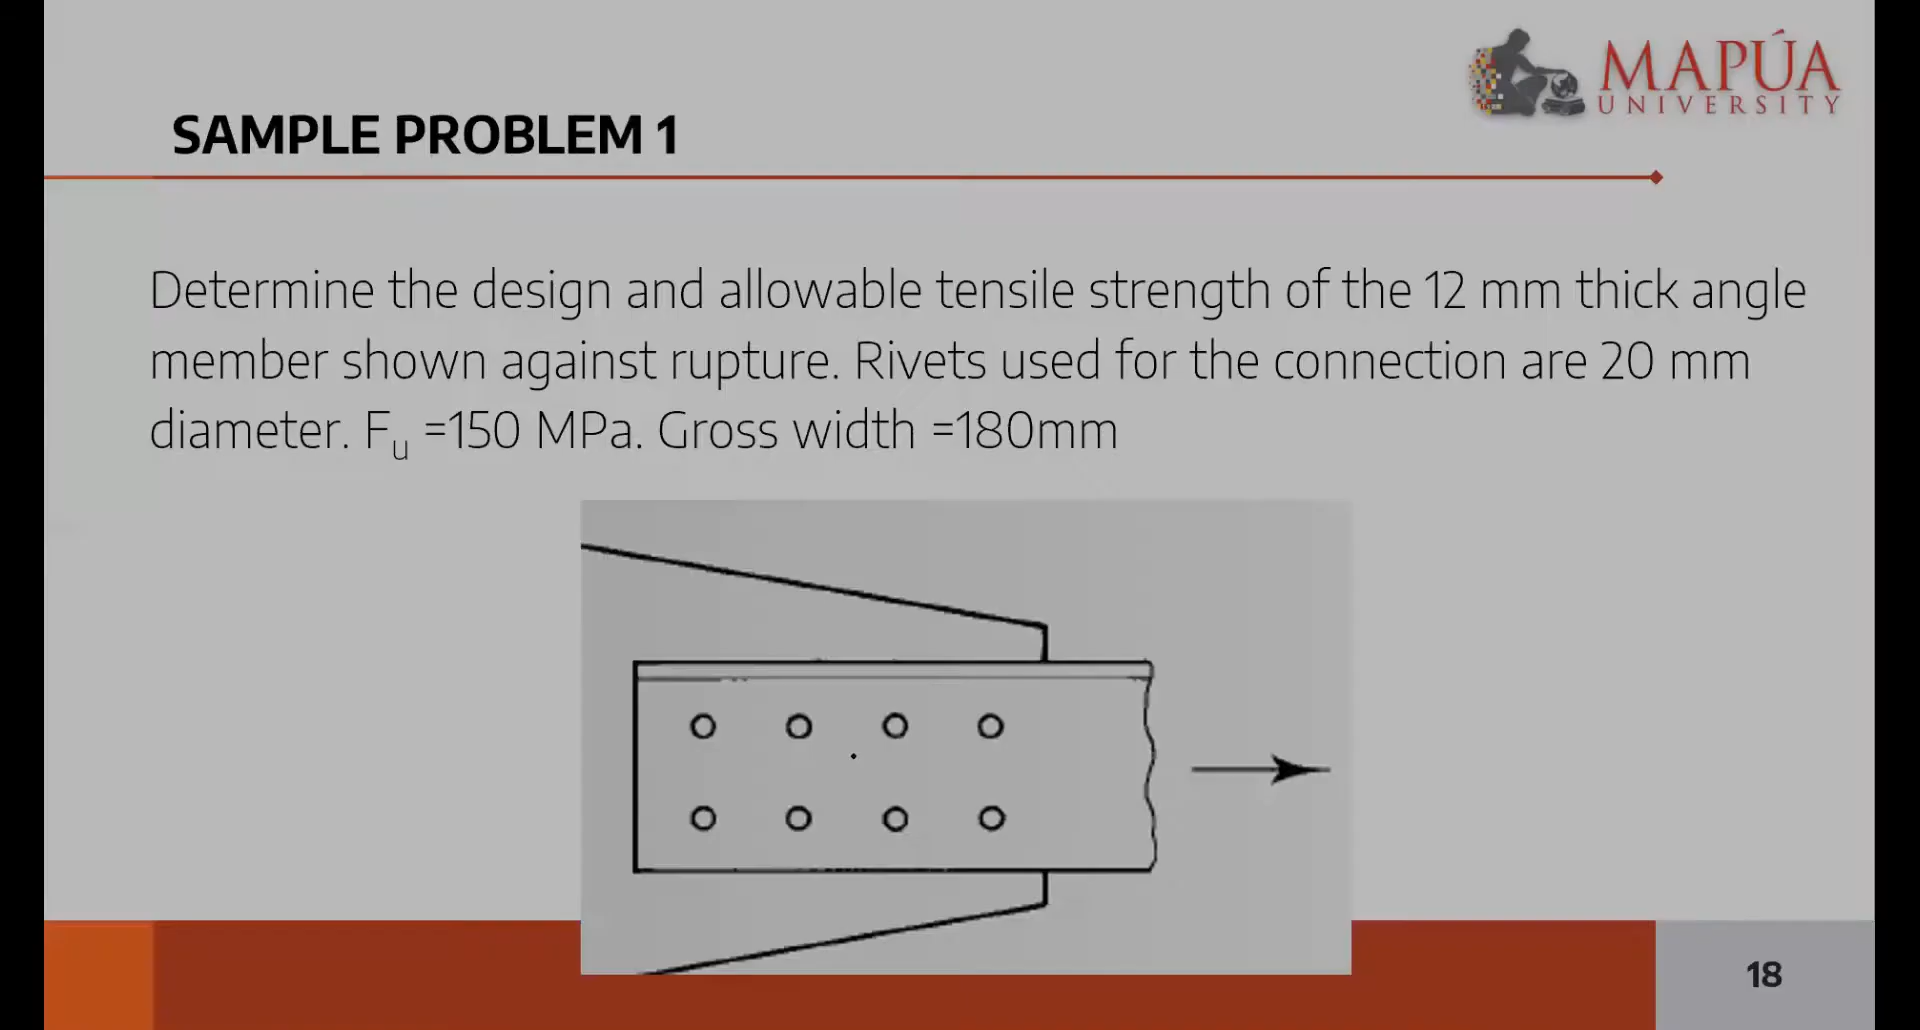 MAPÚA
UNIVERSITY
SAMPLE PROBLEM 1
Determine the design and allowable tensile strength of the 12 mm thick angle
member shown against rupture. Rivets used for the connection are 20 mm
diameter. Fu =150 MPa. Gross width =180mm
18